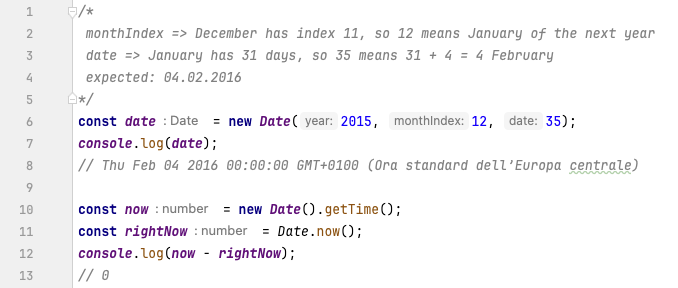 1 /*
2 monthIndex => December has index 11, so 12 means January of the next year
3 date => January has 31 days, so 35 means 31 + 4 = 4 February
4 expected: 04.02.2016
5 */
6 const date : Date = new Date( year: 2015, monthIndex: 12, date: 35);
7 console.log(date);
8 // Thu Feb 04 2016 00:00:00 GMT+0100 (Ora standard dell’Europa centrale)
9
10 const now : number = new Date().getTime();
11 const rightNow : number = Date.now();
12 console.log(now - rightNow);
13 // 0